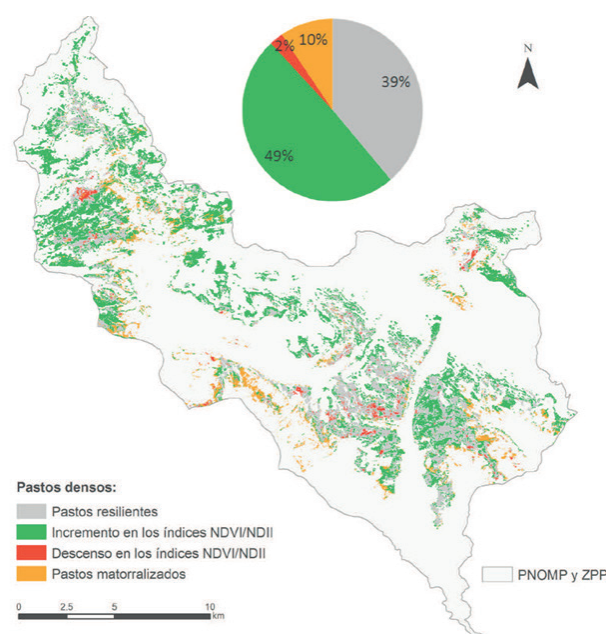 10%
2%
39%
49%
N
Pastos densos:
Pastos resilientes
Incremento en los índices NDVI/NDII
Descenso en los índices NDVI/NDII
Pastos matorralizados
PNOMP y ZPP
0 2.5 5 10
km